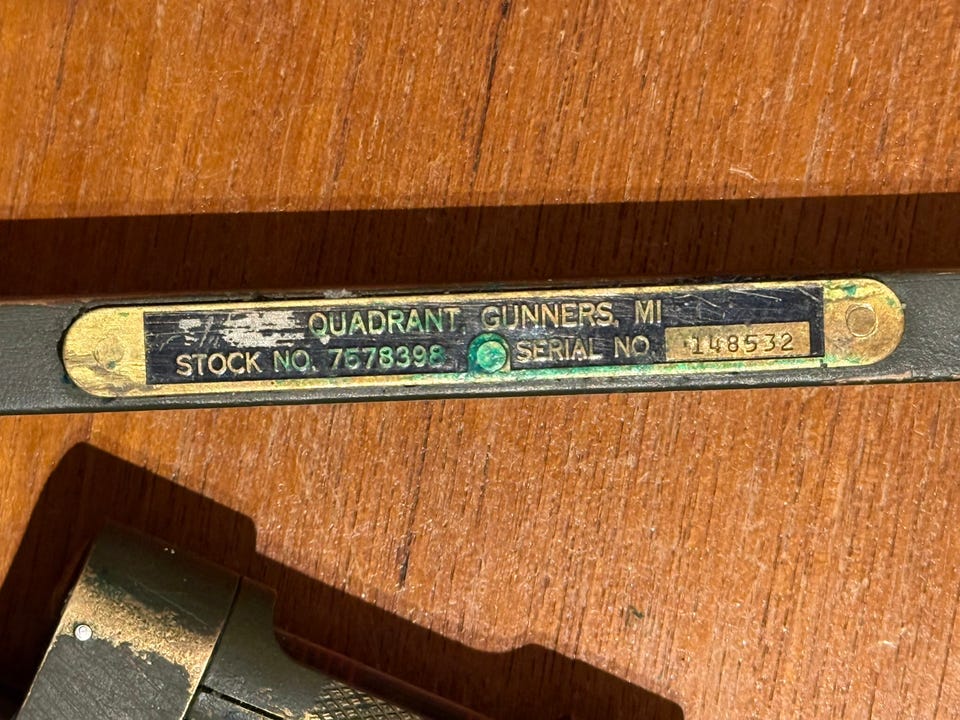 QUADRANT, GUNNERS, MI
STOCK NO. 7578398 SERIAL NO 148532